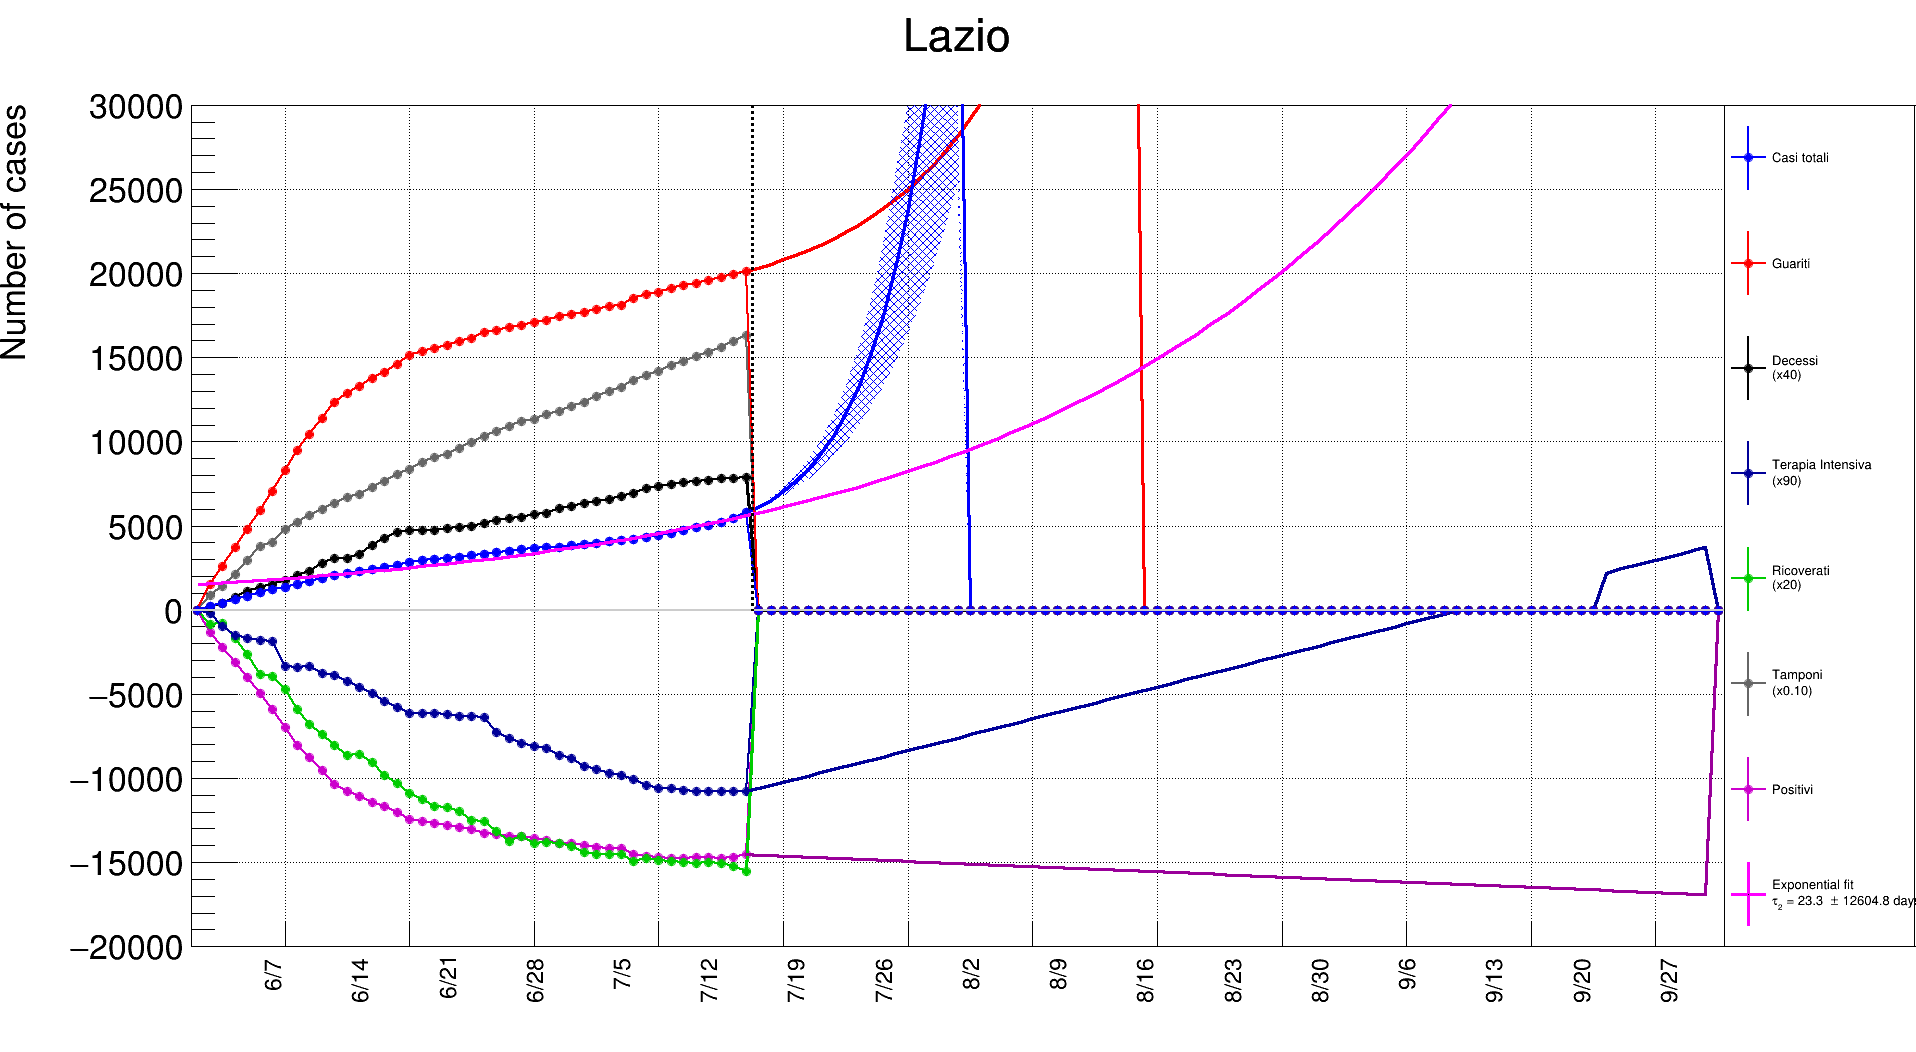 Lazio
Number of cases
30000
25000
20000
15000
10000
5000
0
−5000
−10000
−15000
−20000
6/7
6/14
6/21
6/28
7/5
7/12
7/19
7/26
8/2
8/9
8/16
8/23
8/30
9/6
9/13
9/20
9/27
Casi totali
Guariti
Decessi
(x40)
Terapia Intensiva
(x90)
Ricoverati
(x20)
Tamponi
(x0.10)
Positivi
Exponential fit
τ2 = 23.3 ± 12604.8 days